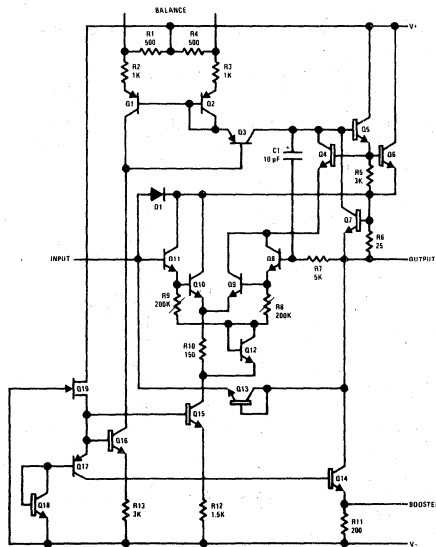 BALANCE
V+
R1
500
R4
500
R2
1K
R3
1K
Q1
Q2
Q3
Q5
C1
10 pF
Q4
Q6
R5
3K
D1
Q7
R6
25
INPUT
Q11
Q8
OUTPUT
R7
5K
Q10
Q9
R9
200K
R8
200K
Q12
R10
150
Q13
Q19
Q15
Q16
Q17
Q14
Q18
BOOSTER
R13
3K
R12
1.5K
R11
200
V-